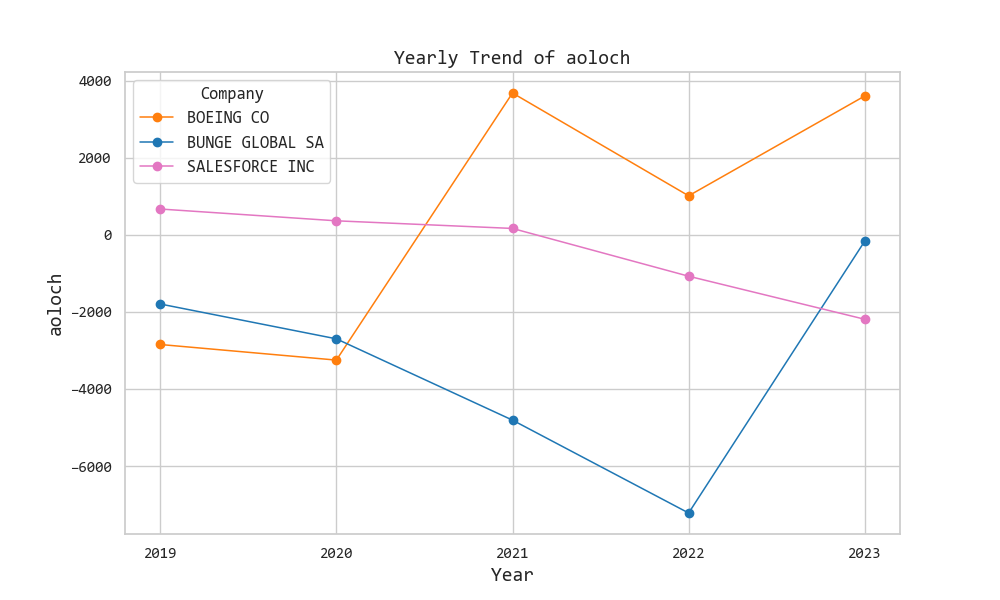 Yearly Trend of aoloch
Company
BOEING CO
BUNGE GLOBAL SA
SALESFORCE INC
aoloch
4000
2000
0
−2000
−4000
−6000
2019 2020 2021 2022 2023
Year